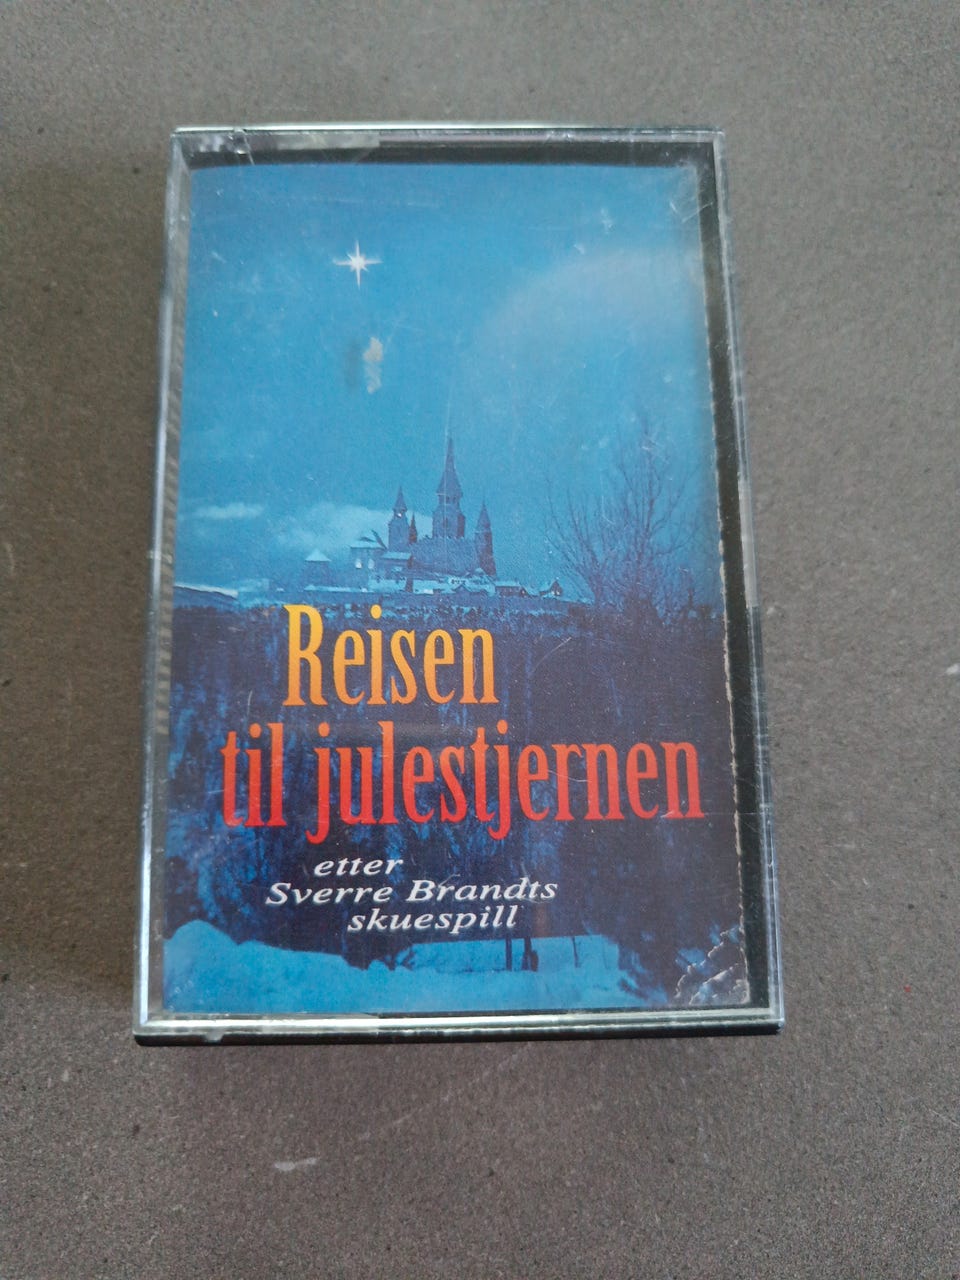 Reisen
til julestjernen
etter
Sverre Brandts
skuespill